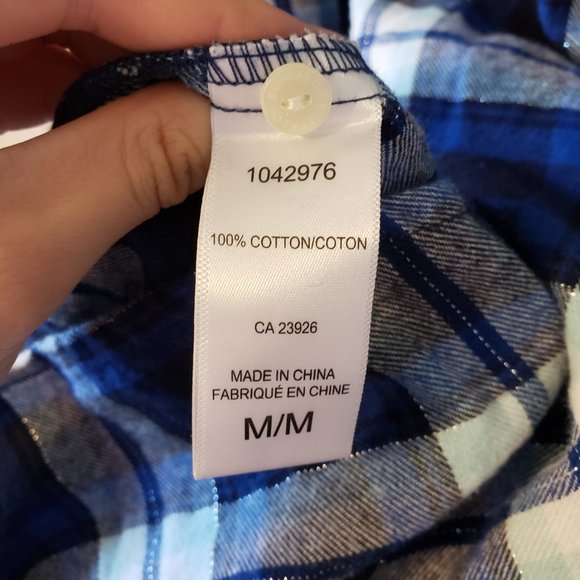 1042976
100% COTTON/COTON
CA 23926
MADE IN CHINA
FABRIQUÉ EN CHINE
M/M